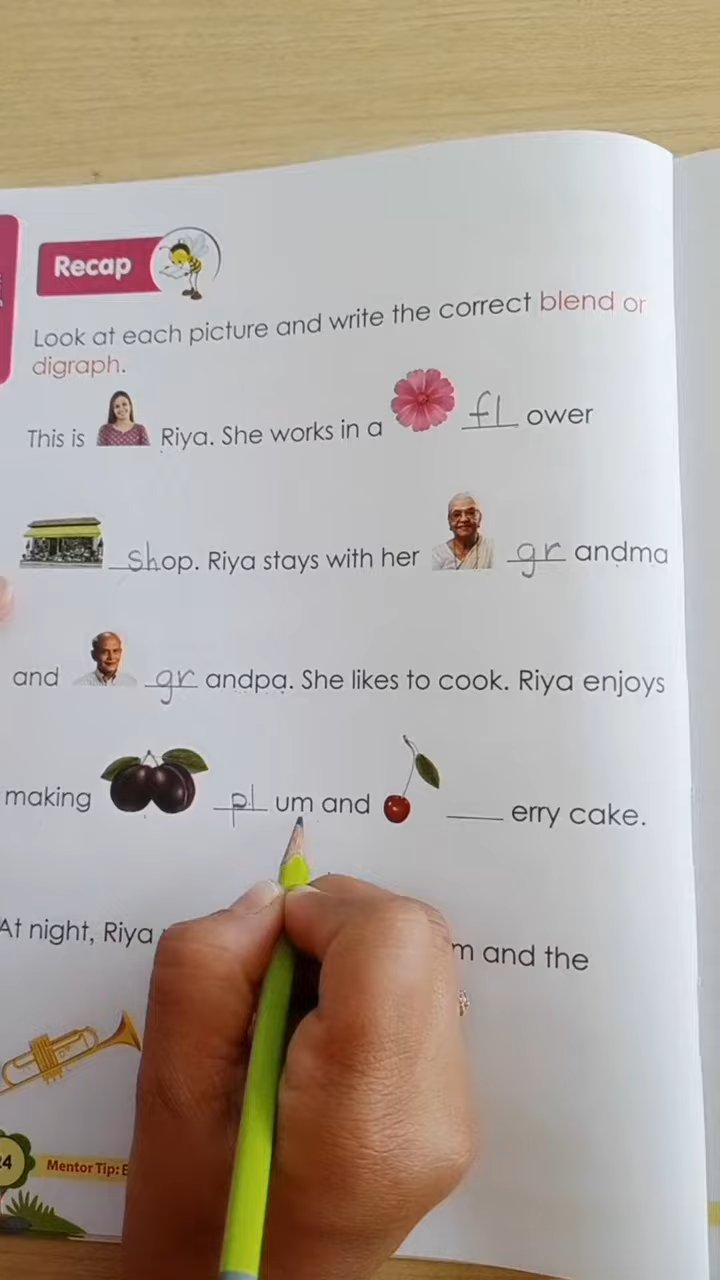 Recap
Look at each picture and write the correct blend or
digraph.
This is Riya. She works in a fl ower
shop. Riya stays with her gr andma
and gr andpa. She likes to cook. Riya enjoys
making pl um and ___ erry cake.
At night, Riya m and the
24
Mentor Tip: